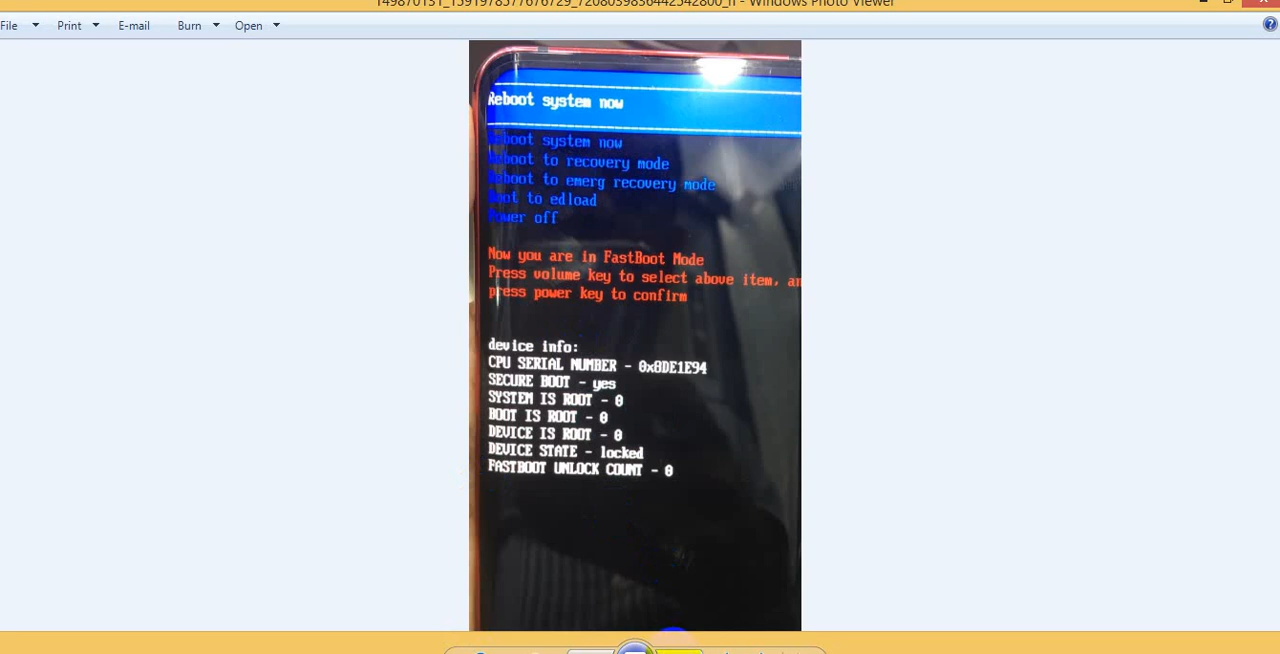 Windows Photo Viewer
File Print E-mail Burn Open
Reboot system now
Reboot system now
Reboot to recovery mode
Reboot to emerg recovery mode
Boot to edload
Power off
Now you are in FastBoot Mode
Press volume key to select above item,
press power key to confirm
device info:
CPU SERIAL NUMBER - 0x8DE1E94
SECURE BOOT - yes
SYSTEM IS ROOT - 0
BOOT IS ROOT - 0
DEVICE IS ROOT - 0
DEVICE STATE - locked
FASTBOOT UNLOCK COUNT - 0